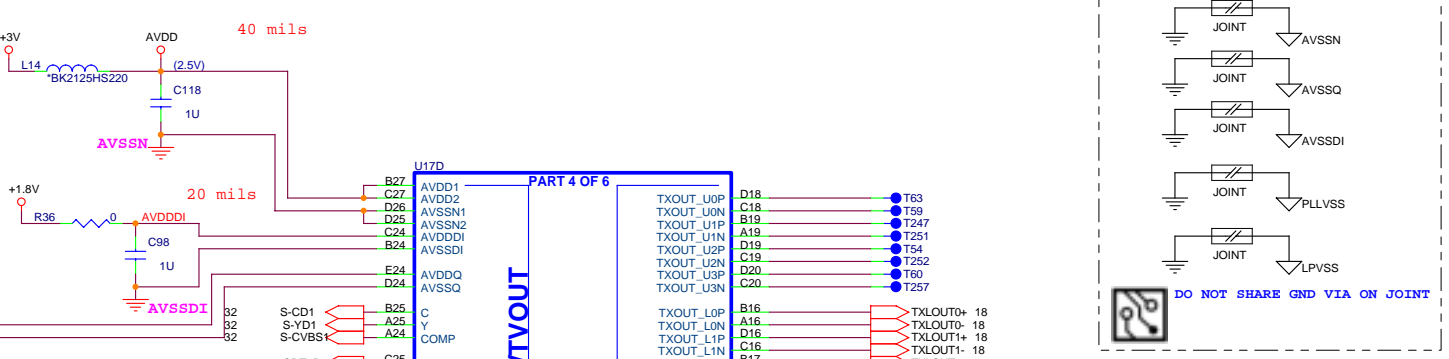 +3V
AVDD
40 mils
L14
*BK2125HS220
(2.5V)
C118
1U
AVSSN
+1.8V
20 mils
R36
0
AVDDDI
C98
1U
AVSSDI
U17D
PART 4 OF 6
B27 AVDD1
C27 AVDD2
D26 AVSSN1
D25 AVSSN2
C24 AVDDDI
B24 AVSSDI
E24 AVDDQ
D24 AVSSQ
32 S-CD1 B25 C
32 S-YD1 A25 Y
32 S-CVBS1 A24 COMP
TXOUT_U0P D18 T63
TXOUT_U0N C18 T59
TXOUT_U1P B19 T247
TXOUT_U1N A19 T251
TXOUT_U2P D19 T54
TXOUT_U2N C19 T252
TXOUT_U3P D20 T60
TXOUT_U3N C20 T257
TXOUT_L0P B16 TXLOUT0+ 18
TXOUT_L0N A16 TXLOUT0- 18
TXOUT_L1P D16 TXLOUT1+ 18
TXOUT_L1N C16 TXLOUT1- 18
/TVOUT
JOINT
AVSSN
JOINT
AVSSQ
JOINT
AVSSDI
JOINT
PLLVSS
JOINT
LPVSS
DO NOT SHARE GND VIA ON JOINT